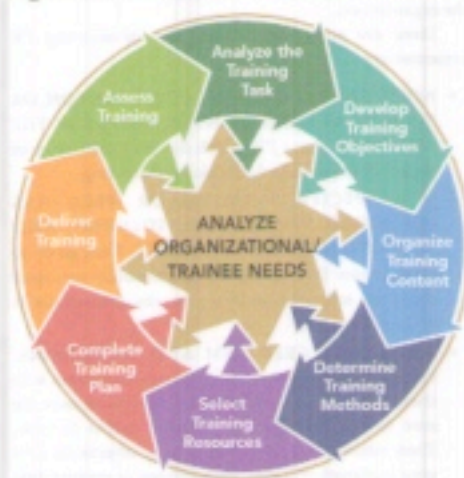 Analyze the
Training
Task
Develop
Training
Objectives
Organize
Training
Content
Determine
Training
Methods
Select
Training
Resources
Complete
Training
Plan
Deliver
Training
Assess
Training
ANALYZE
ORGANIZATIONAL/
TRAINEE NEEDS